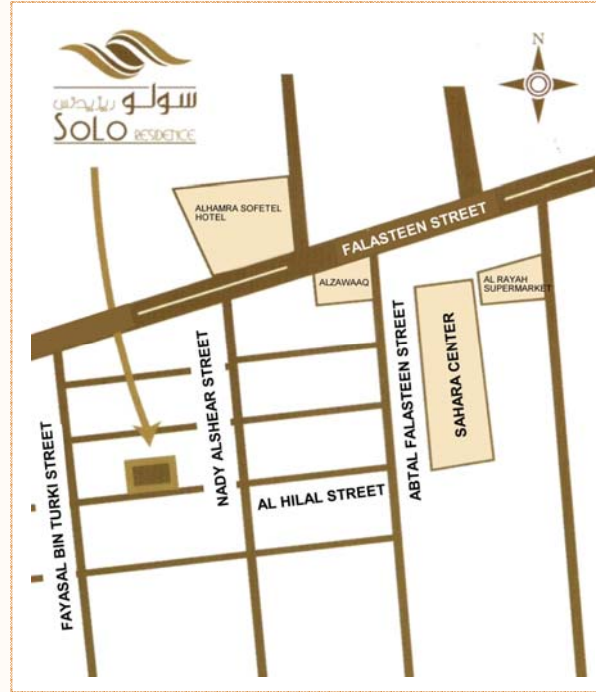 سولو ريزيدنس
SOLO RESIDENCE
N
ALHAMRA SOFETEL
HOTEL
FALASTEEN STREET
ALZAWAAQ
AL RAYAH
SUPERMARKET
SAHARA CENTER
ABTAL FALASTEEN STREET
NADY ALSHEAR STREET
AL HILAL STREET
FAYASAL BIN TURKI STREET